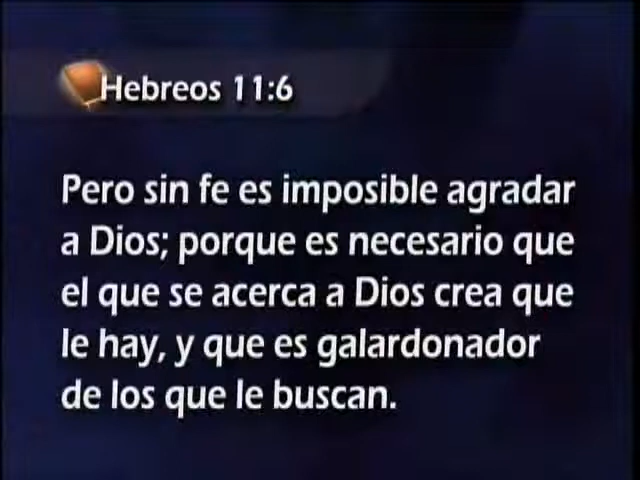 Hebreos 11:6
Pero sin fe es imposible agradar
a Dios; porque es necesario que
el que se acerca a Dios crea que
le hay, y que es galardonador
de los que le buscan.